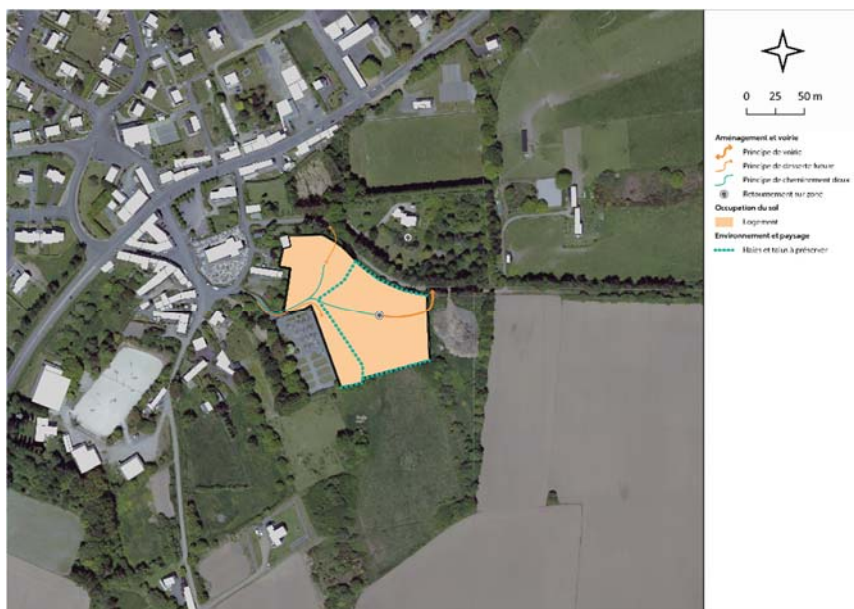 0 25 50 m
Aménagement et voirie
Principe de voirie
Principe de desserte future
Principe de cheminement doux
Retournement sur zone
Occupation du sol
Logement
Environnement et paysage
Haies et talus à préserver